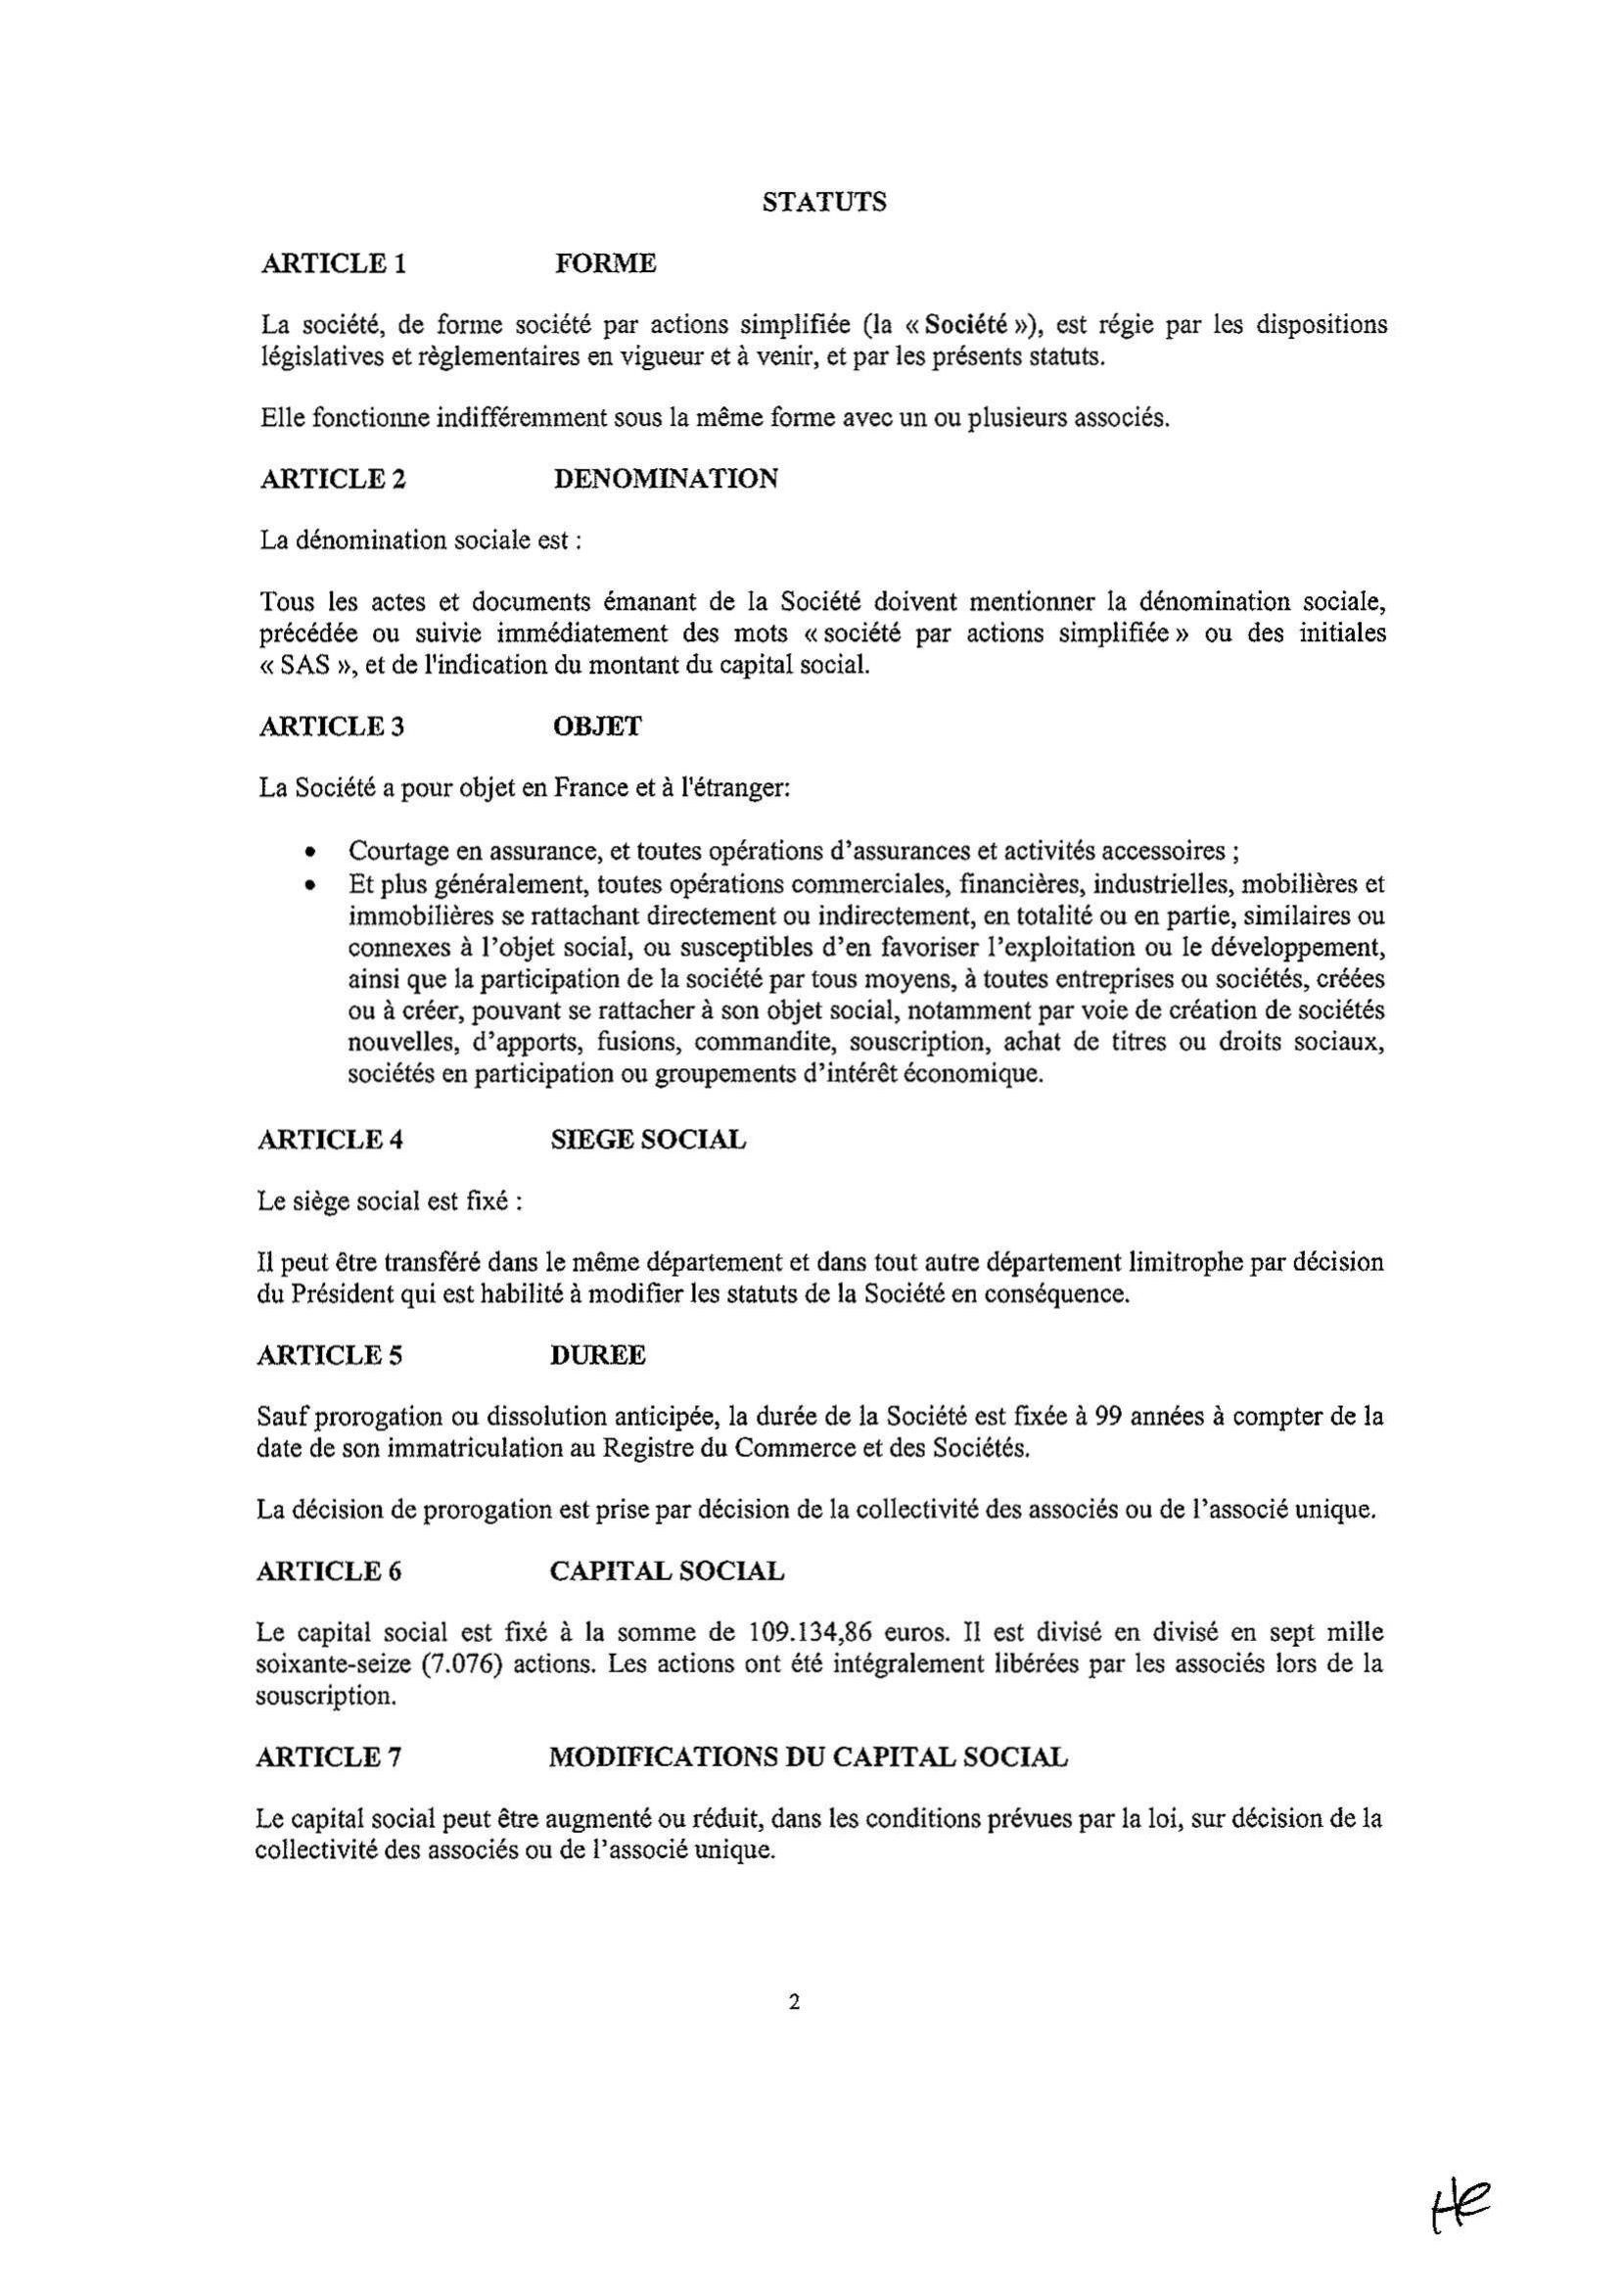 STATUTS
ARTICLE 1 FORME
La société, de forme société par actions simplifiée (la « Société »), est régie par les dispositions
législatives et règlementaires en vigueur et à venir, et par les présents statuts.
Elle fonctionne indifféremment sous la même forme avec un ou plusieurs associés.
ARTICLE 2 DENOMINATION
La dénomination sociale est :
Tous les actes et documents émanant de la Société doivent mentionner la dénomination sociale,
précédée ou suivie immédiatement des mots « société par actions simplifiée » ou des initiales
« SAS », et de l'indication du montant du capital social.
ARTICLE 3 OBJET
La Société a pour objet en France et à l'étranger:
• Courtage en assurance, et toutes opérations d’assurances et activités accessoires ;
• Et plus généralement, toutes opérations commerciales, financières, industrielles, mobilières et
immobilières se rattachant directement ou indirectement, en totalité ou en partie, similaires ou
connexes à l’objet social, ou susceptibles d’en favoriser l’exploitation ou le développement,
ainsi que la participation de la société par tous moyens, à toutes entreprises ou sociétés, créées
ou à créer, pouvant se rattacher à son objet social, notamment par voie de création de sociétés
nouvelles, d’apports, fusions, commandite, souscription, achat de titres ou droits sociaux,
sociétés en participation ou groupements d’intérêt économique.
ARTICLE 4 SIEGE SOCIAL
Le siège social est fixé :
Il peut être transféré dans le même département et dans tout autre département limitrophe par décision
du Président qui est habilité à modifier les statuts de la Société en conséquence.
ARTICLE 5 DUREE
Sauf prorogation ou dissolution anticipée, la durée de la Société est fixée à 99 années à compter de la
date de son immatriculation au Registre du Commerce et des Sociétés.
La décision de prorogation est prise par décision de la collectivité des associés ou de l’associé unique.
ARTICLE 6 CAPITAL SOCIAL
Le capital social est fixé à la somme de 109.134,86 euros. Il est divisé en divisé en sept mille
soixante-seize (7.076) actions. Les actions ont été intégralement libérées par les associés lors de la
souscription.
ARTICLE 7 MODIFICATIONS DU CAPITAL SOCIAL
Le capital social peut être augmenté ou réduit, dans les conditions prévues par la loi, sur décision de la
collectivité des associés ou de l’associé unique.
2